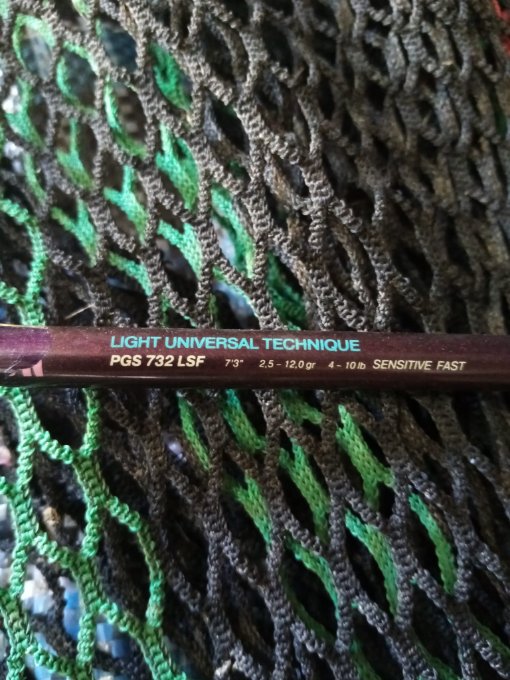 LIGHT UNIVERSAL TECHNIQUE
PGS 732 LSF 7'3" 2,5 - 12,0 gr 4 - 10 lb SENSITIVE FAST